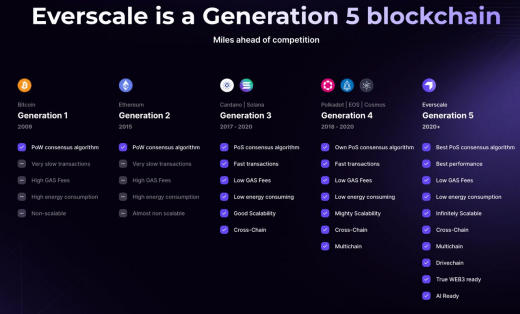 Everscale is a Generation 5 blockchain
Miles ahead of competition
Bitcoin
Generation 1
2009
PoW consensus algorithm
Very slow transactions
High GAS Fees
High energy consumption
Non-scalable
Ethereum
Generation 2
2015
PoW consensus algorithm
Very slow transactions
High GAS Fees
High energy consumption
Almost non scalable
Cardano | Solana
Generation 3
2017 - 2020
PoS consensus algorithm
Fast transactions
Low GAS Fees
Low energy consuming
Good Scalability
Cross-Chain
Polkadot | EOS | Cosmos
Generation 4
2018 - 2020
Own PoS consensus algorithm
Fast transactions
Low GAS Fees
Low energy consuming
Mighty Scalability
Cross-Chain
Multichain
Everscale
Generation 5
2020+
Best PoS consensus algorithm
Best performance
Low GAS Fees
Low energy consumption
Infinitely Scalable
Cross-Chain
Multichain
Drivechain
True WEB3 ready
AI Ready